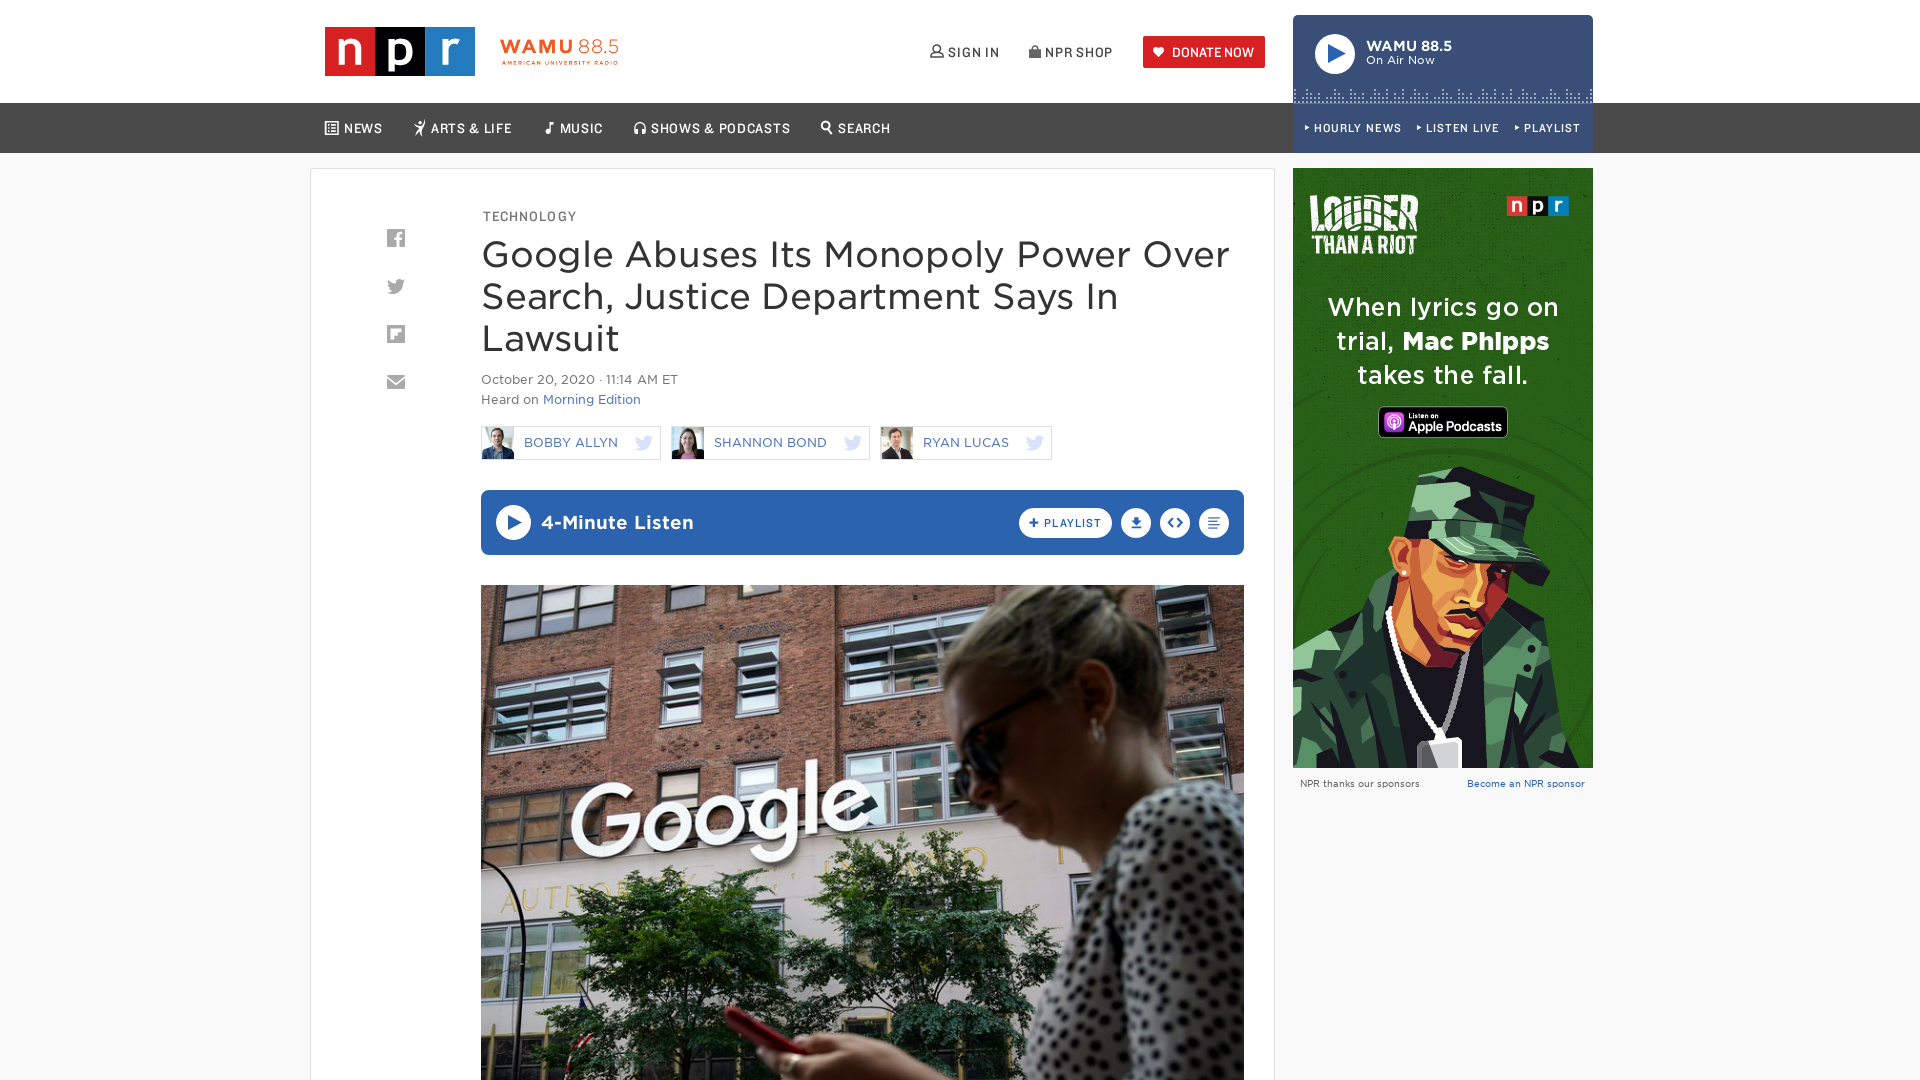 npr
WAMU 88.5
AMERICAN UNIVERSITY RADIO
SIGN IN
NPR SHOP
DONATE NOW
WAMU 88.5
On Air Now
NEWS
ARTS & LIFE
MUSIC
SHOWS & PODCASTS
SEARCH
HOURLY NEWS
LISTEN LIVE
PLAYLIST
TECHNOLOGY
Google Abuses Its Monopoly Power Over
Search, Justice Department Says In
Lawsuit
October 20, 2020 · 11:14 AM ET
Heard on Morning Edition
BOBBY ALLYN
SHANNON BOND
RYAN LUCAS
4-Minute Listen
+ PLAYLIST
Google
AUTHORITY
LOUDER
THAN A RIOT
npr
When lyrics go on
trial, Mac Phipps
takes the fall.
Listen on
Apple Podcasts
NPR thanks our sponsors
Become an NPR sponsor